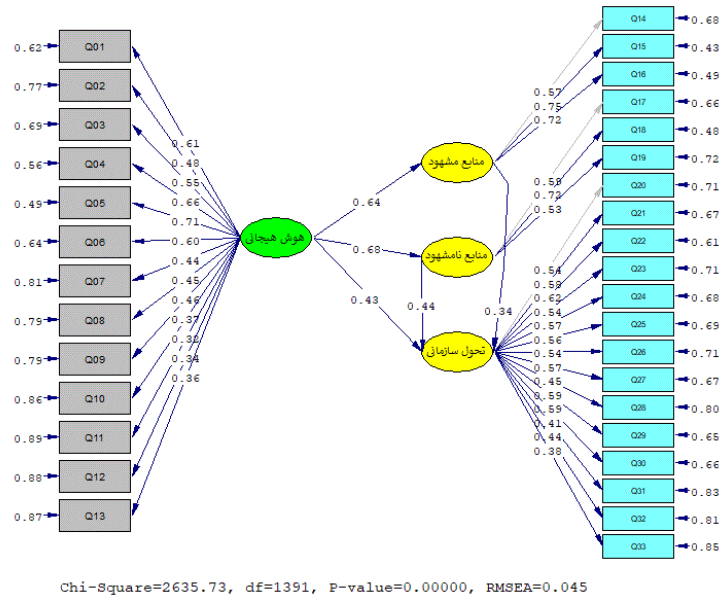 0.62 Q01
0.77 Q02
0.69 Q03
0.56 Q04
0.49 Q05
0.64 Q06
0.81 Q07
0.79 Q08
0.79 Q09
0.86 Q10
0.89 Q11
0.88 Q12
0.87 Q13
0.61
0.48
0.55
0.66
0.71
0.60
0.44
0.45
0.46
0.37
0.34
0.36
هوش هیجانی
0.64
0.68
0.43
منابع مشهود
منابع نامشهود
0.44
0.34
تحول سازمانی
0.57
0.75
0.72
0.59
0.72
0.53
0.54
0.58
0.62
0.54
0.57
0.56
0.54
0.57
0.45
0.59
0.59
0.41
0.44
0.38
Q14 0.68
Q15 0.43
Q16 0.49
Q17 0.66
Q18 0.48
Q19 0.72
Q20 0.71
Q21 0.67
Q22 0.61
Q23 0.71
Q24 0.68
Q25 0.69
Q26 0.71
Q27 0.67
Q28 0.80
Q29 0.65
Q30 0.66
Q31 0.83
Q32 0.81
Q33 0.85
Chi-Square=2635.73, df=1391, P-value=0.00000, RMSEA=0.045